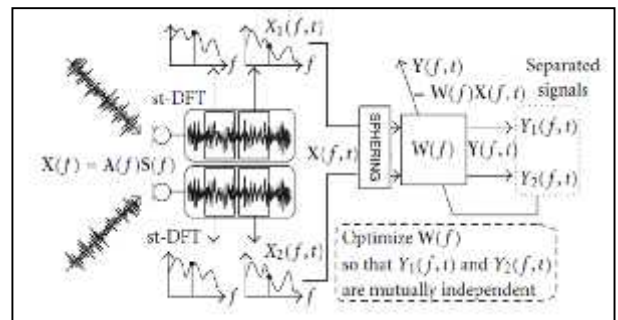 X₁(f,t)
f
f
st-DFT
X(f) = A(f)S(f)
st-DFT
X₂(f,t)
f
f
X(f,t)
SPHERING
W(f)
Y(f,t)
= W(f)X(f,t)
Separated
signals
Y₁(f,t)
Y(f,t)
Y₂(f,t)
Optimize W(f)
so that Y₁(f,t) and Y₂(f,t)
are mutually independent